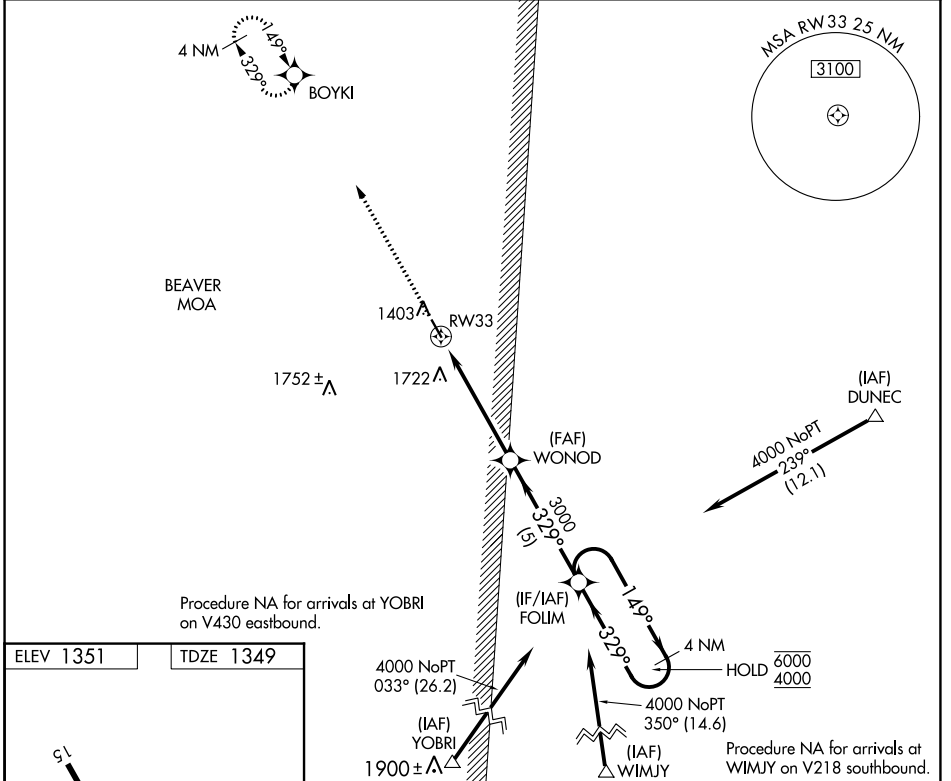 4 NM
149°
329°
BOYKI
MSA RW33 25 NM
3100
BEAVER
MOA
1403
RW33
1752 ±
1722
(IAF)
DUNEC
(FAF)
WONOD
4000 NoPT
239°
(12.1)
3000
329°
(5)
(IF/IAF)
FOLIM
149°
329°
4 NM
HOLD 6000
4000
Procedure NA for arrivals at YOBRI
on V430 eastbound.
ELEV 1351
TDZE 1349
4000 NoPT
033° (26.2)
4000 NoPT
350° (14.6)
(IAF)
YOBRI
1900 ±
(IAF)
WIMJY
Procedure NA for arrivals at
WIMJY on V218 southbound.
15